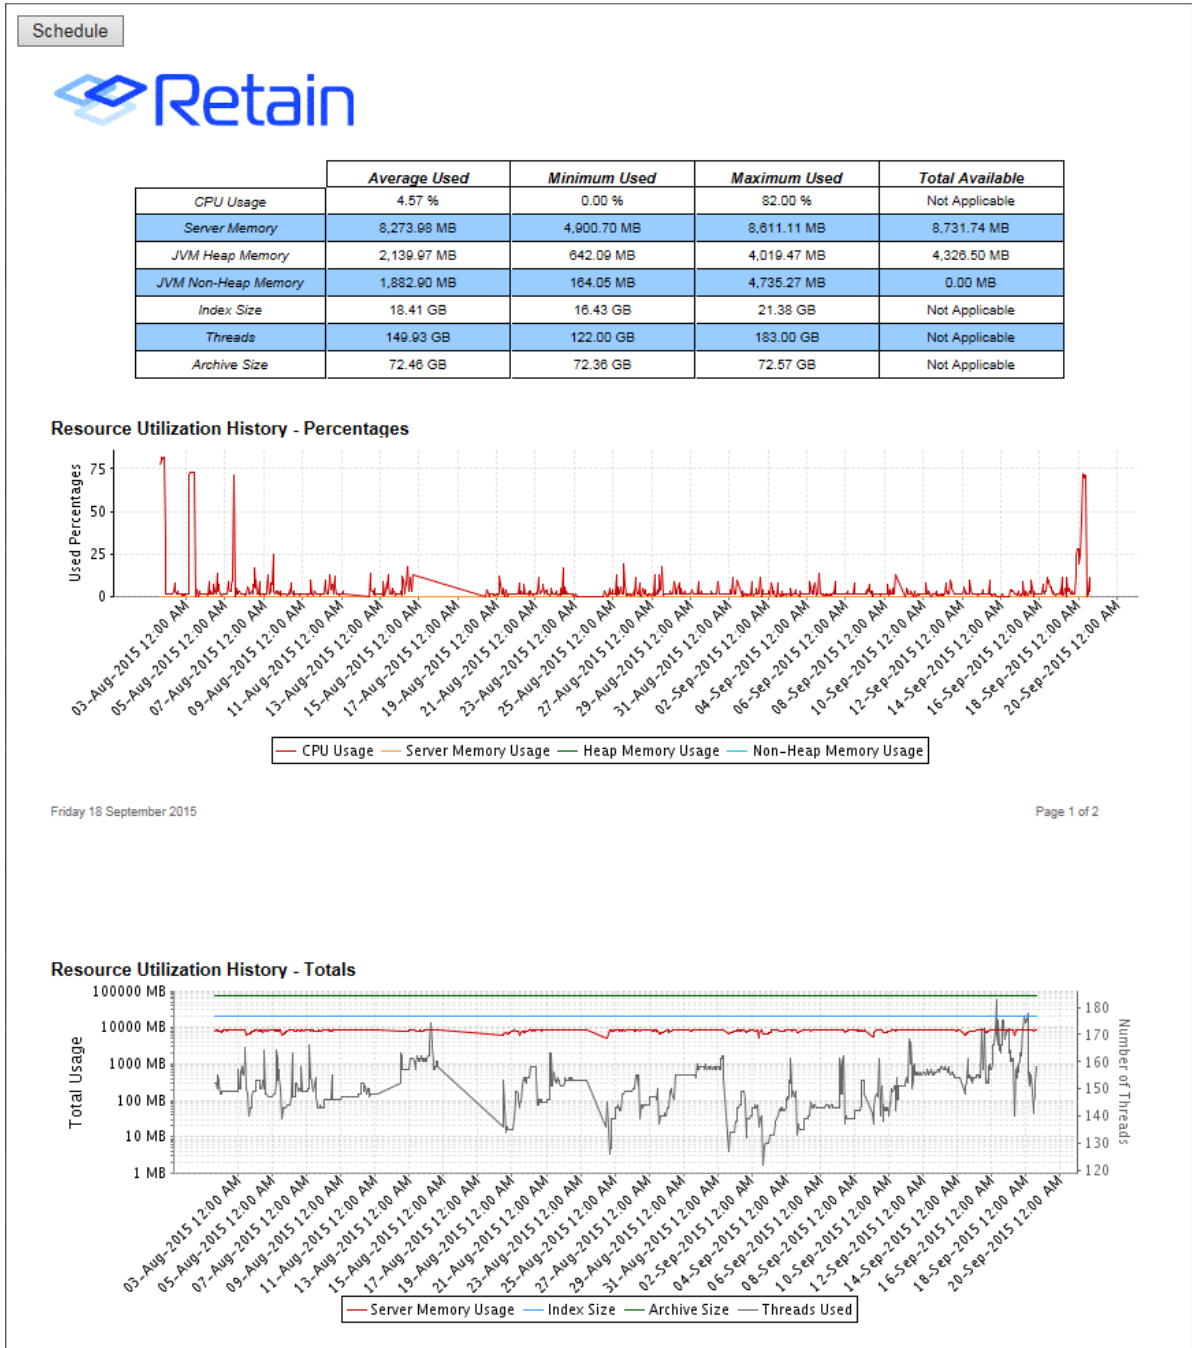 Schedule
Retain
Average Used Minimum Used Maximum Used Total Available
CPU Usage 4.57 % 0.00 % 82.00 % Not Applicable
Server Memory 8,273.98 MB 4,900.70 MB 8,611.11 MB 8,731.74 MB
JVM Heap Memory 2,139.97 MB 642.09 MB 4,019.47 MB 4,326.50 MB
JVM Non-Heap Memory 1,882.90 MB 164.05 MB 4,735.27 MB 0.00 MB
Index Size 18.41 GB 16.43 GB 21.38 GB Not Applicable
Threads 149.93 GB 122.00 GB 183.00 GB Not Applicable
Archive Size 72.46 GB 72.36 GB 72.57 GB Not Applicable
Resource Utilization History - Percentages
Used Percentages
75
50
25
0
03-Aug-2015 12:00 AM
05-Aug-2015 12:00 AM
07-Aug-2015 12:00 AM
09-Aug-2015 12:00 AM
11-Aug-2015 12:00 AM
13-Aug-2015 12:00 AM
15-Aug-2015 12:00 AM
17-Aug-2015 12:00 AM
19-Aug-2015 12:00 AM
21-Aug-2015 12:00 AM
23-Aug-2015 12:00 AM
25-Aug-2015 12:00 AM
27-Aug-2015 12:00 AM
29-Aug-2015 12:00 AM
31-Aug-2015 12:00 AM
02-Sep-2015 12:00 AM
04-Sep-2015 12:00 AM
06-Sep-2015 12:00 AM
08-Sep-2015 12:00 AM
10-Sep-2015 12:00 AM
12-Sep-2015 12:00 AM
14-Sep-2015 12:00 AM
16-Sep-2015 12:00 AM
18-Sep-2015 12:00 AM
20-Sep-2015 12:00 AM
CPU Usage Server Memory Usage Heap Memory Usage Non-Heap Memory Usage
Friday 18 September 2015 Page 1 of 2
Resource Utilization History - Totals
Total Usage
100000 MB
10000 MB
1000 MB
100 MB
10 MB
1 MB
180
170
160
150
140
130
120
Number of Threads
03-Aug-2015 12:00 AM
05-Aug-2015 12:00 AM
07-Aug-2015 12:00 AM
09-Aug-2015 12:00 AM
11-Aug-2015 12:00 AM
13-Aug-2015 12:00 AM
15-Aug-2015 12:00 AM
17-Aug-2015 12:00 AM
19-Aug-2015 12:00 AM
21-Aug-2015 12:00 AM
23-Aug-2015 12:00 AM
25-Aug-2015 12:00 AM
27-Aug-2015 12:00 AM
29-Aug-2015 12:00 AM
31-Aug-2015 12:00 AM
02-Sep-2015 12:00 AM
04-Sep-2015 12:00 AM
06-Sep-2015 12:00 AM
08-Sep-2015 12:00 AM
10-Sep-2015 12:00 AM
12-Sep-2015 12:00 AM
14-Sep-2015 12:00 AM
16-Sep-2015 12:00 AM
18-Sep-2015 12:00 AM
20-Sep-2015 12:00 AM
Server Memory Usage Index Size Archive Size Threads Used